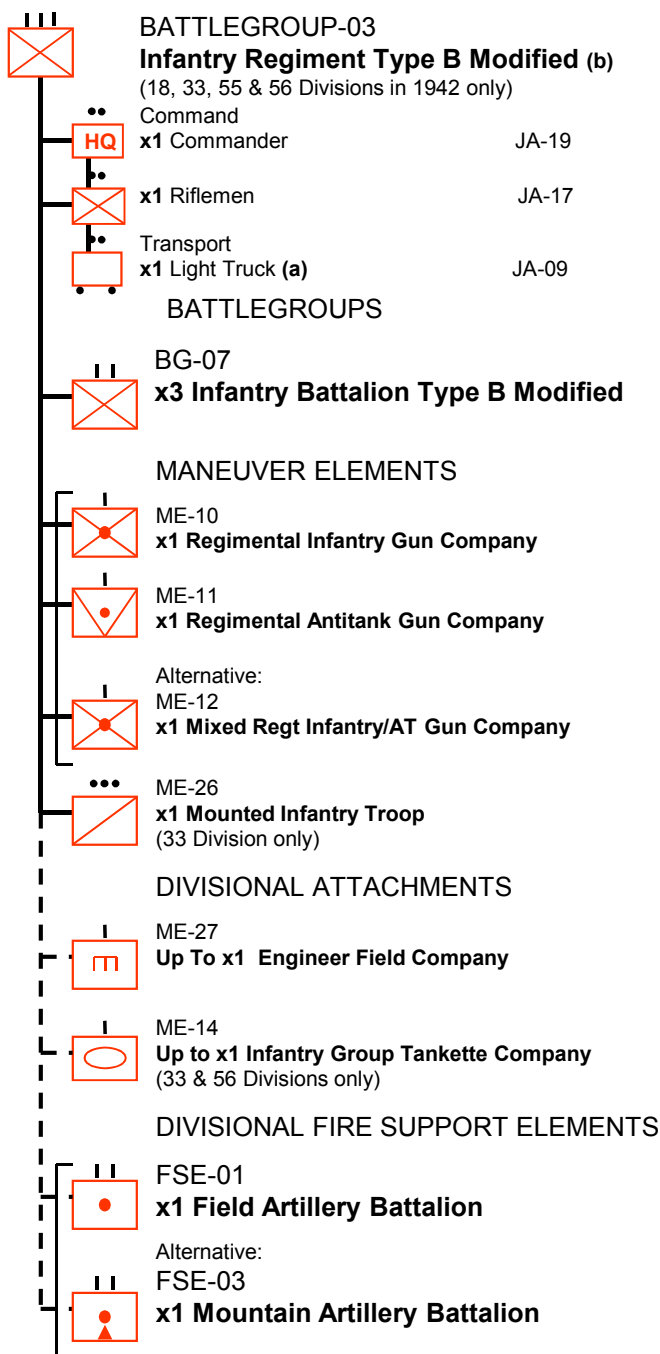 BATTLEGROUP-03
Infantry Regiment Type B Modified (b)
(18, 33, 55 & 56 Divisions in 1942 only)
Command
HQ x1 Commander JA-19
x1 Riflemen JA-17
Transport
x1 Light Truck (a) JA-09
BATTLEGROUPS
BG-07
x3 Infantry Battalion Type B Modified
MANEUVER ELEMENTS
ME-10
x1 Regimental Infantry Gun Company
ME-11
x1 Regimental Antitank Gun Company
Alternative:
ME-12
x1 Mixed Regt Infantry/AT Gun Company
ME-26
x1 Mounted Infantry Troop
(33 Division only)
DIVISIONAL ATTACHMENTS
ME-27
Up To x1 Engineer Field Company
ME-14
Up to x1 Infantry Group Tankette Company
(33 & 56 Divisions only)
DIVISIONAL FIRE SUPPORT ELEMENTS
FSE-01
x1 Field Artillery Battalion
Alternative:
FSE-03
x1 Mountain Artillery Battalion